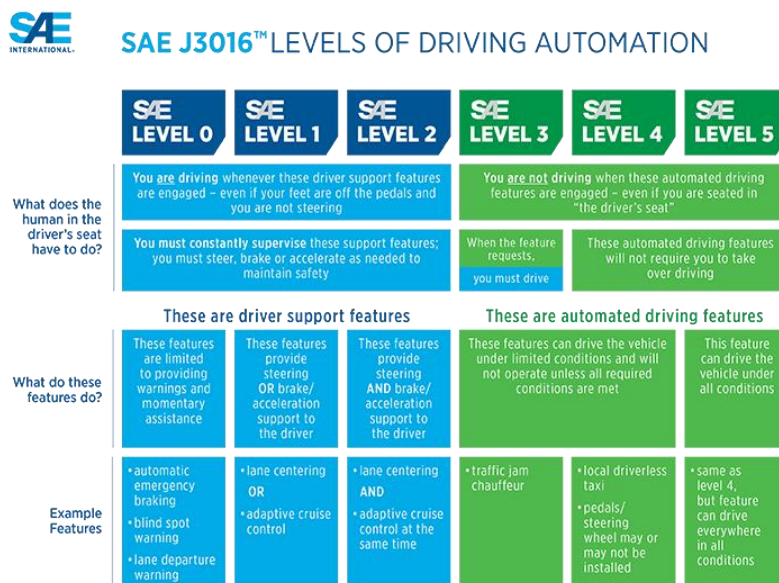 SAE
INTERNATIONAL®
SAE J3016™ LEVELS OF DRIVING AUTOMATION
SAE
LEVEL 0
SAE
LEVEL 1
SAE
LEVEL 2
SAE
LEVEL 3
SAE
LEVEL 4
SAE
LEVEL 5
What does the
human in the
driver's seat
have to do?
You are driving whenever these driver support features
are engaged – even if your feet are off the pedals and
you are not steering
You are not driving when these automated driving
features are engaged – even if you are seated in
"the driver's seat"
You must constantly supervise these support features;
you must steer, brake or accelerate as needed to
maintain safety
When the feature
requests,
you must drive
These automated driving features
will not require you to take
over driving
These are driver support features
These are automated driving features
What do these
features do?
These features
are limited
to providing
warnings and
momentary
assistance
These features
provide
steering
OR brake/
acceleration
support to
the driver
These features
provide
steering
AND brake/
acceleration
support to
the driver
These features can drive the vehicle
under limited conditions and will
not operate unless all required
conditions are met
This feature
can drive the
vehicle under
all conditions
Example
Features
•automatic
emergency
braking
•blind spot
warning
•lane departure
warning
•lane centering
OR
•adaptive cruise
control
•lane centering
AND
•adaptive cruise
control at the
same time
•traffic jam
chauffeur
•local driverless
taxi
•pedals/
steering
wheel may or
may not be
installed
•same as
level 4,
but feature
can drive
everywhere
in all
conditions